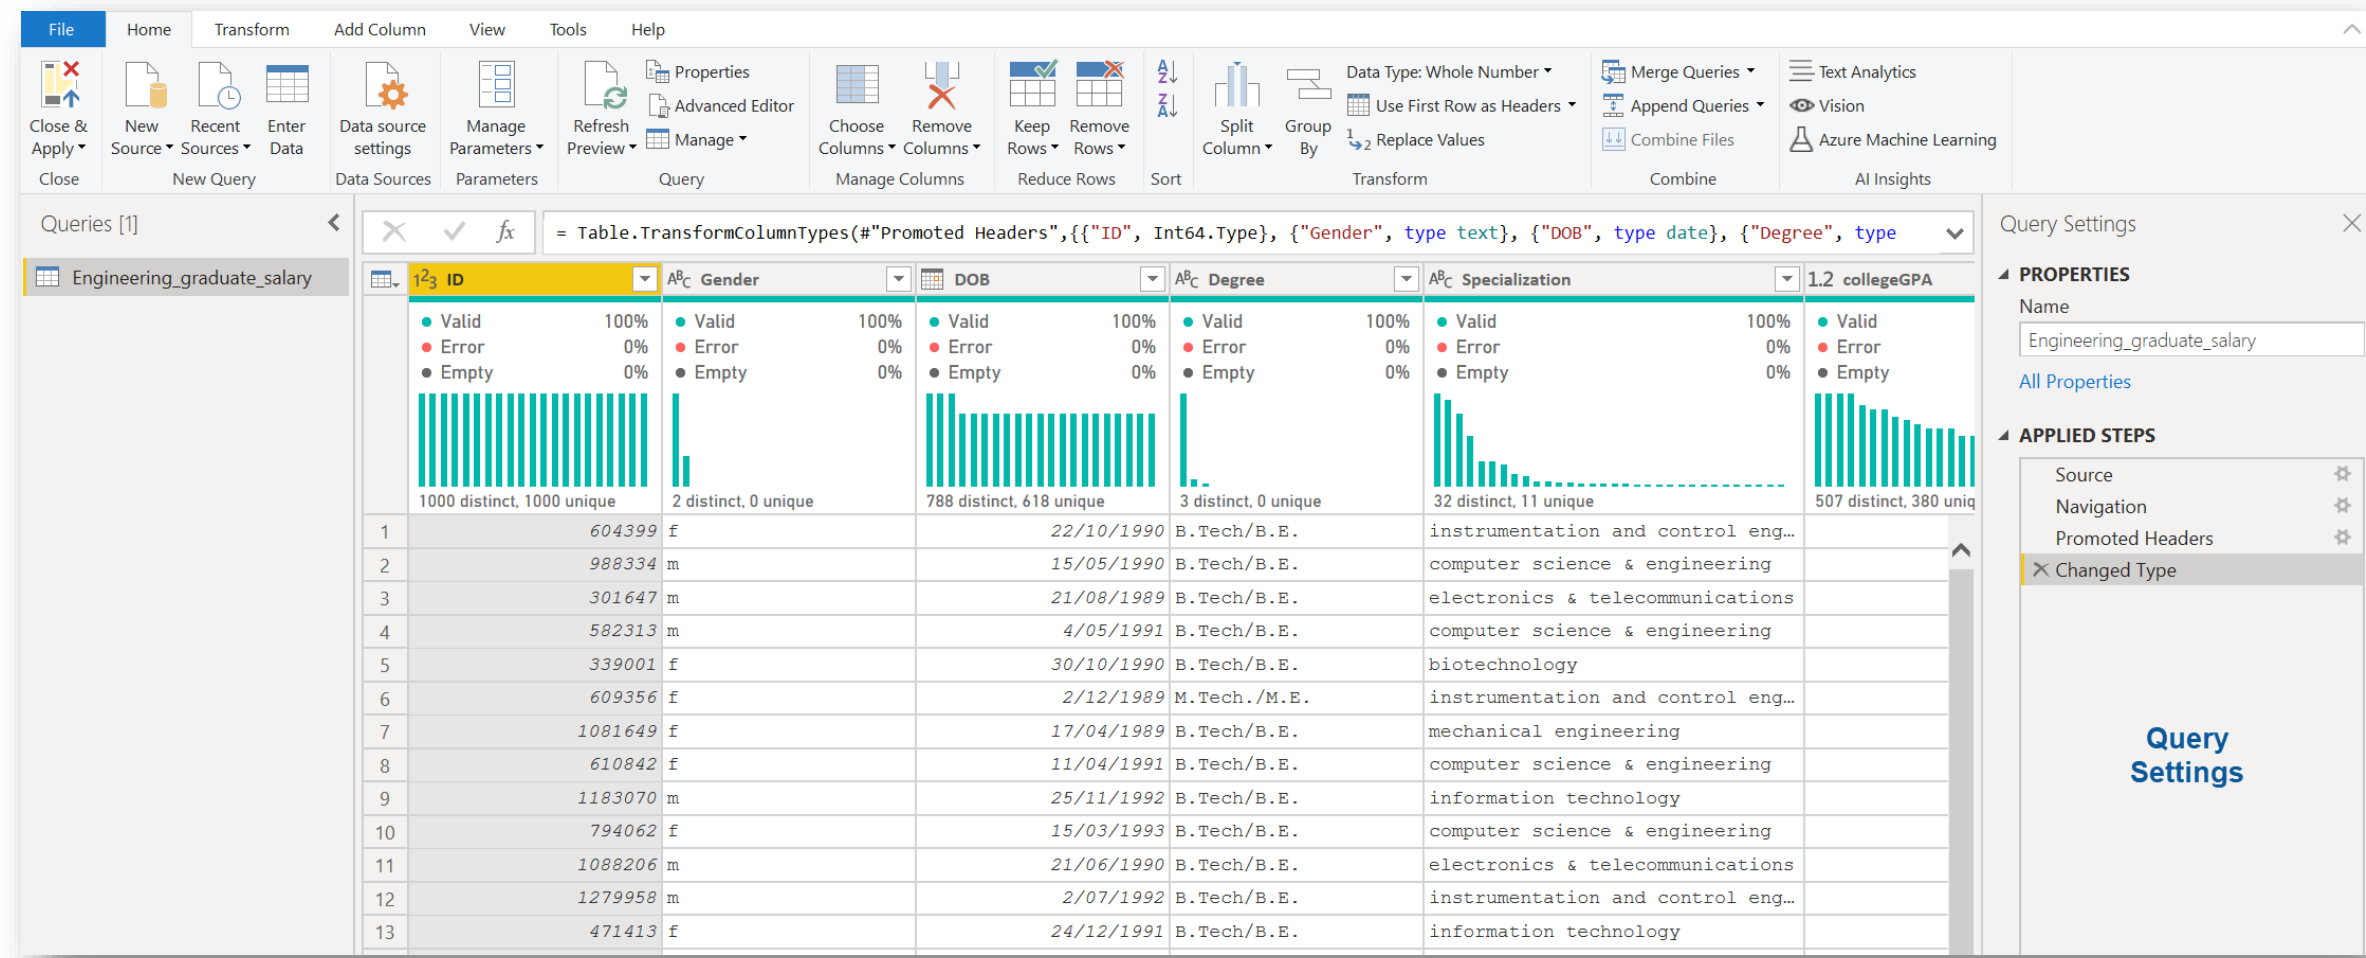 File Home Transform Add Column View Tools Help
Close & Apply
New Source
Recent Sources
Enter Data
Data source settings
Manage Parameters
Refresh Preview
Properties
Advanced Editor
Manage
Choose Columns
Remove Columns
Keep Rows
Remove Rows
A Z
Z A
Split Column
Group By
Data Type: Whole Number
Use First Row as Headers
1 2 Replace Values
Merge Queries
Append Queries
Combine Files
Text Analytics
Vision
Azure Machine Learning
Close New Query Data Sources Parameters Query Manage Columns Reduce Rows Sort Transform Combine AI Insights
Queries [1]
Engineering_graduate_salary
fx = Table.TransformColumnTypes(#"Promoted Headers",{{"ID", Int64.Type}, {"Gender", type text}, {"DOB", type date}, {"Degree", type
123 ID ABC Gender DOB ABC Degree ABC Specialization 1.2 collegeGPA
Valid 100% Valid 100% Valid 100% Valid 100% Valid 100% Valid
Error 0% Error 0% Error 0% Error 0% Error 0% Error
Empty 0% Empty 0% Empty 0% Empty 0% Empty 0% Empty
1000 distinct, 1000 unique 2 distinct, 0 unique 788 distinct, 618 unique 3 distinct, 0 unique 32 distinct, 11 unique 507 distinct, 380 uniq
1 604399 f 22/10/1990 B.Tech/B.E. instrumentation and control eng...
2 988334 m 15/05/1990 B.Tech/B.E. computer science & engineering
3 301647 m 21/08/1989 B.Tech/B.E. electronics & telecommunications
4 582313 m 4/05/1991 B.Tech/B.E. computer science & engineering
5 339001 f 30/10/1990 B.Tech/B.E. biotechnology
6 609356 f 2/12/1989 M.Tech./M.E. instrumentation and control eng...
7 1081649 f 17/04/1989 B.Tech/B.E. mechanical engineering
8 610842 f 11/04/1991 B.Tech/B.E. computer science & engineering
9 1183070 m 25/11/1992 B.Tech/B.E. information technology
10 794062 f 15/03/1993 B.Tech/B.E. computer science & engineering
11 1088206 m 21/06/1990 B.Tech/B.E. electronics & telecommunications
12 1279958 m 2/07/1992 B.Tech/B.E. instrumentation and control eng...
13 471413 f 24/12/1991 B.Tech/B.E. information technology
Query Settings
PROPERTIES
Name
Engineering_graduate_salary
All Properties
APPLIED STEPS
Source
Navigation
Promoted Headers
Changed Type
Query
Settings